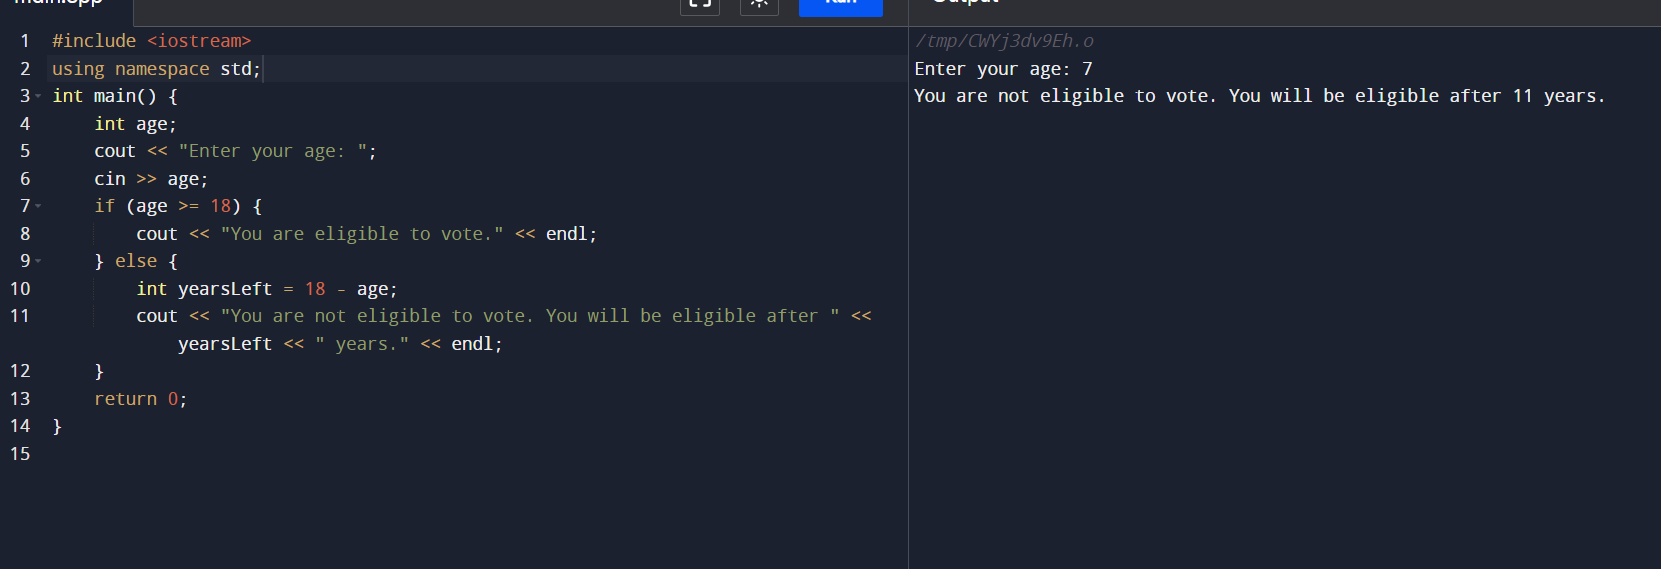 main.cpp
Run
Output
1 #include <iostream>
2 using namespace std;
3 int main() {
4     int age;
5     cout << "Enter your age: ";
6     cin >> age;
7     if (age >= 18) {
8         cout << "You are eligible to vote." << endl;
9     } else {
10         int yearsLeft = 18 - age;
11         cout << "You are not eligible to vote. You will be eligible after " <<
            yearsLeft << " years." << endl;
12     }
13     return 0;
14 }
15
/tmp/CWYj3dv9Eh.o
Enter your age: 7
You are not eligible to vote. You will be eligible after 11 years.